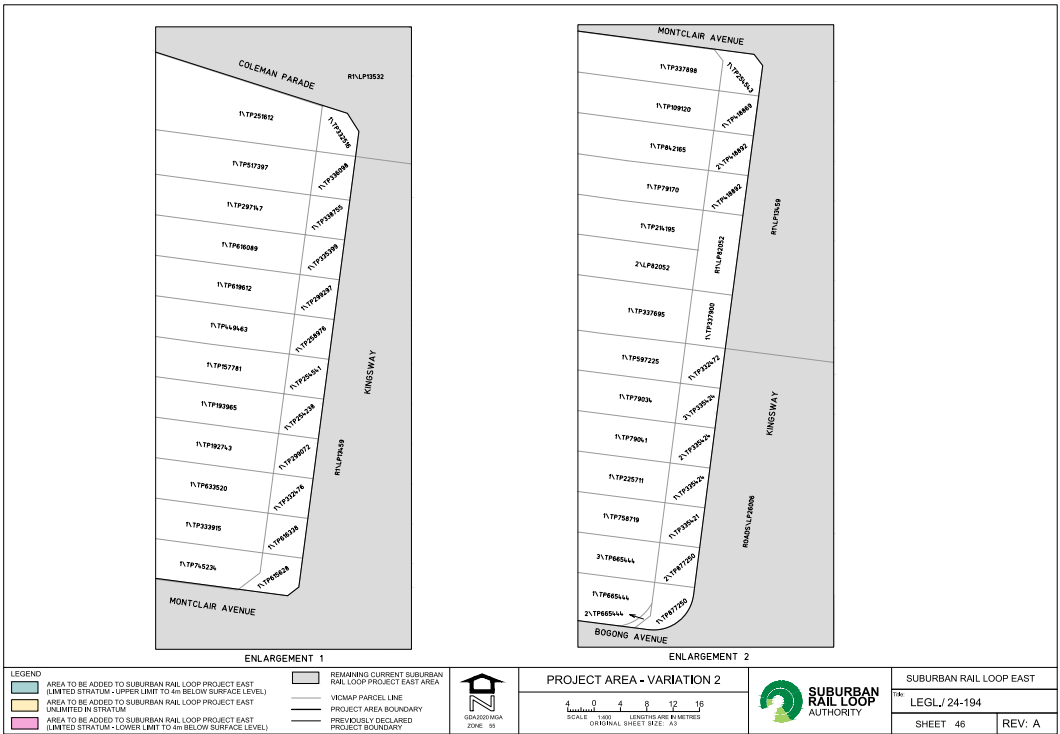 COLEMAN PARADE
R1\LP13532
1\TP251612
1\TP332516
1\TP517397
1\TP336098
1\TP297147
1\TP338755
1\TP616089
1\TP335399
1\TP619612
1\TP299297
1\TP449463
1\TP258976
KINGSWAY
1\TP157781
1\TP254541
1\TP193965
1\TP254238
1\TP192743
1\TP299072
R1\LP13459
1\TP633520
1\TP332476
1\TP333915
1\TP616338
1\TP745234
1\TP615628
MONTCLAIR AVENUE
ENLARGEMENT 1
MONTCLAIR AVENUE
1\TP337898
1\TP254543
1\TP109120
1\TP418869
1\TP842165
2\TP418892
1\TP79170
1\TP418892
R1\LP13459
1\TP214195
R1\LP82052
2\LP82052
1\TP337695
1\TP337900
1\TP597225
1\TP332472
1\TP79034
3\TP335424
KINGSWAY
1\TP79041
2\TP335424
1\TP225711
1\TP335424
1\TP758719
1\TP335421
ROADS\LP26006
3\TP665444
2\TP877250
1\TP665444
2\TP665444
1\TP877250
BOGONG AVENUE
ENLARGEMENT 2
LEGEND
AREA TO BE ADDED TO SUBURBAN RAIL LOOP PROJECT EAST
(LIMITED STRATUM - UPPER LIMIT TO 4m BELOW SURFACE LEVEL)
AREA TO BE ADDED TO SUBURBAN RAIL LOOP PROJECT EAST
UNLIMITED IN STRATUM
AREA TO BE ADDED TO SUBURBAN RAIL LOOP PROJECT EAST
(LIMITED STRATUM - LOWER LIMIT TO 4m BELOW SURFACE LEVEL)
REMAINING CURRENT SUBURBAN
RAIL LOOP PROJECT EAST AREA
VICMAP PARCEL LINE
PROJECT AREA BOUNDARY
PREVIOUSLY DECLARED
PROJECT BOUNDARY
N
GDA2020 MGA
ZONE 55
PROJECT AREA - VARIATION 2
4 0 4 8 12 16
SCALE 1:400 LENGTHS ARE IN METRES
ORIGINAL SHEET SIZE: A3
SUBURBAN
RAIL LOOP
AUTHORITY
SUBURBAN RAIL LOOP EAST
Title:
LEGL./ 24-194
SHEET 46
REV: A